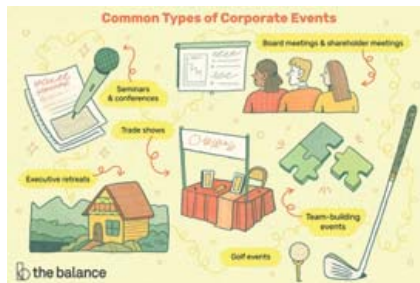 Common Types of Corporate Events
Board meetings & shareholder meetings
Seminars
& conferences
Trade shows
Executive retreats
Team-building
events
Golf events
the balance